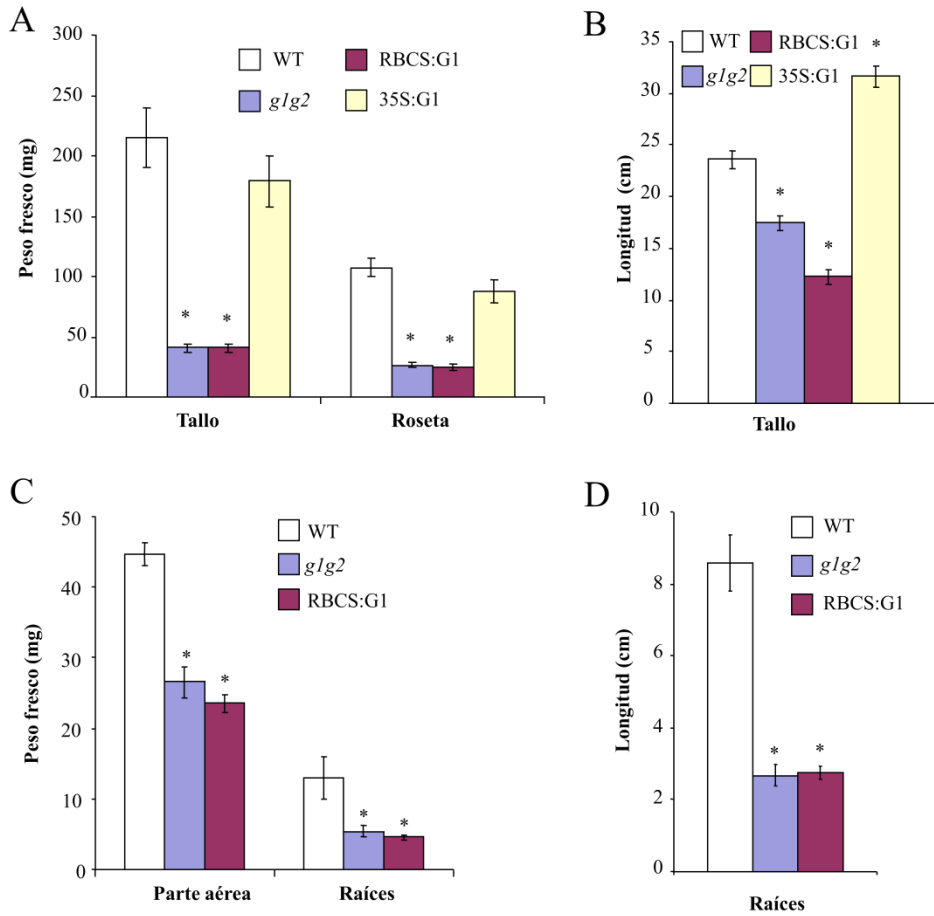 A
Peso fresco (mg)
300
250
200
150
100
50
0
WT
RBCS:G1
g1g2
35S:G1
* *
* *
Tallo
Roseta
B
Longitud (cm)
35
30
25
20
15
10
5
0
WT
RBCS:G1
g1g2
35S:G1
*
*
*
Tallo
C
Peso fresco (mg)
50
40
30
20
10
0
WT
g1g2
RBCS:G1
*
*
* *
Parte aérea
Raíces
D
Longitud (cm)
10
8
6
4
2
0
WT
g1g2
RBCS:G1
* *
Raíces